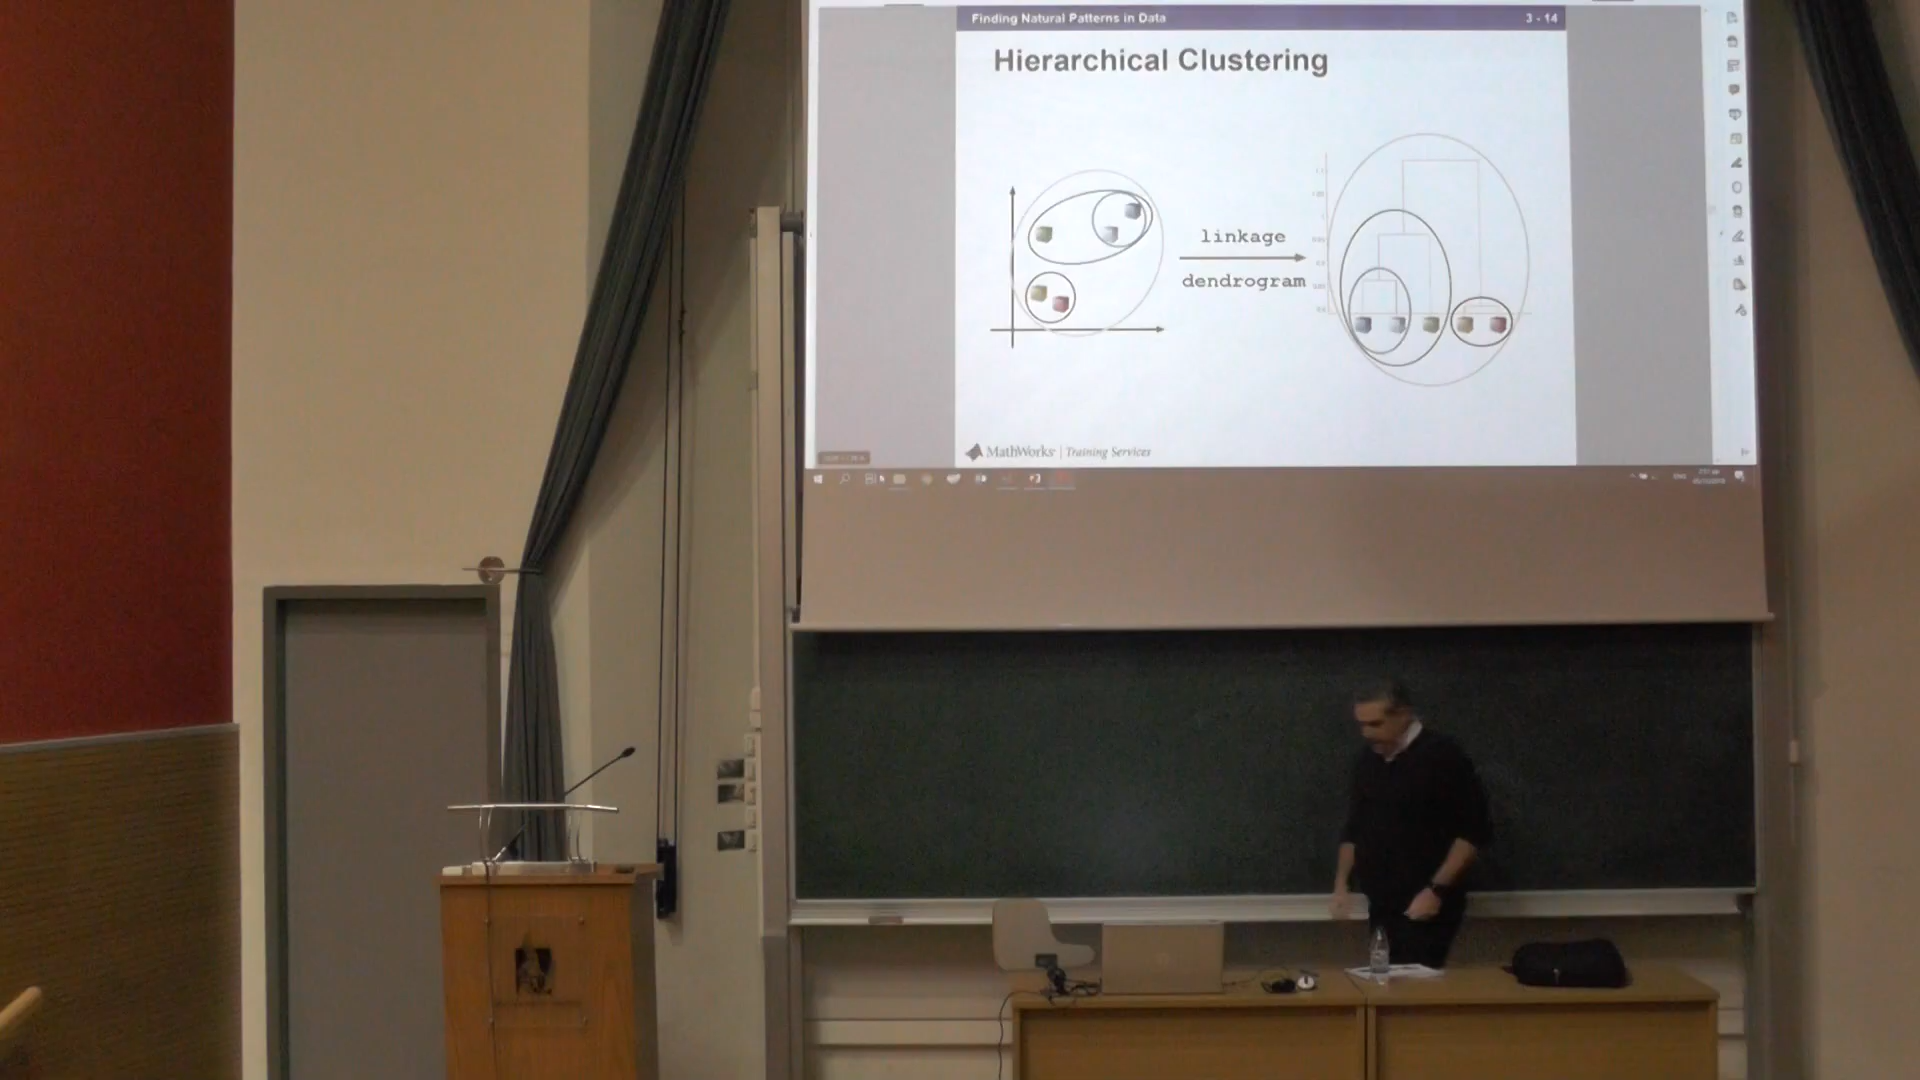 Finding Natural Patterns in Data 3 - 14
Hierarchical Clustering
linkage
dendrogram
MathWorks | Training Services